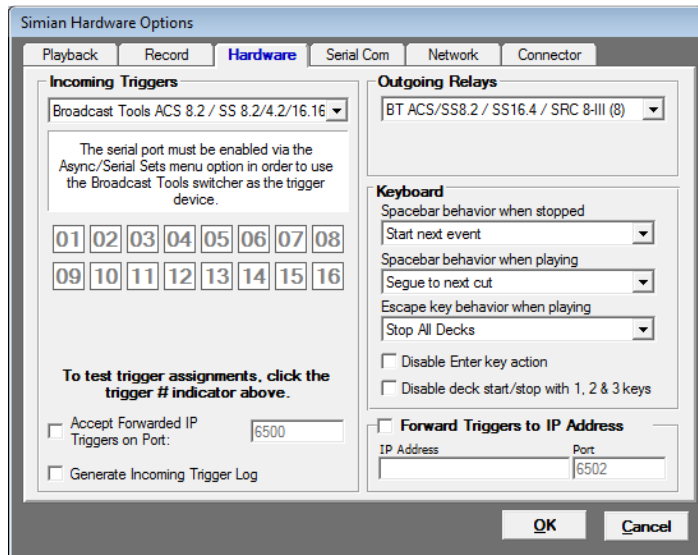 Simian Hardware Options
Playback Record Hardware Serial Com Network Connector
Incoming Triggers
Broadcast Tools ACS 8.2 / SS 8.2/4.2/16.16
The serial port must be enabled via the
Async/Serial Sets menu option in order to use
the Broadcast Tools switcher as the trigger
device.
01 02 03 04 05 06 07 08
09 10 11 12 13 14 15 16
To test trigger assignments, click the
trigger # indicator above.
Accept Forwarded IP
Triggers on Port:
6500
Generate Incoming Trigger Log
Outgoing Relays
BT ACS/SS8.2 / SS16.4 / SRC 8-III (8)
Keyboard
Spacebar behavior when stopped
Start next event
Spacebar behavior when playing
Segue to next cut
Escape key behavior when playing
Stop All Decks
Disable Enter key action
Disable deck start/stop with 1, 2 & 3 keys
Forward Triggers to IP Address
IP Address Port
6502
OK Cancel